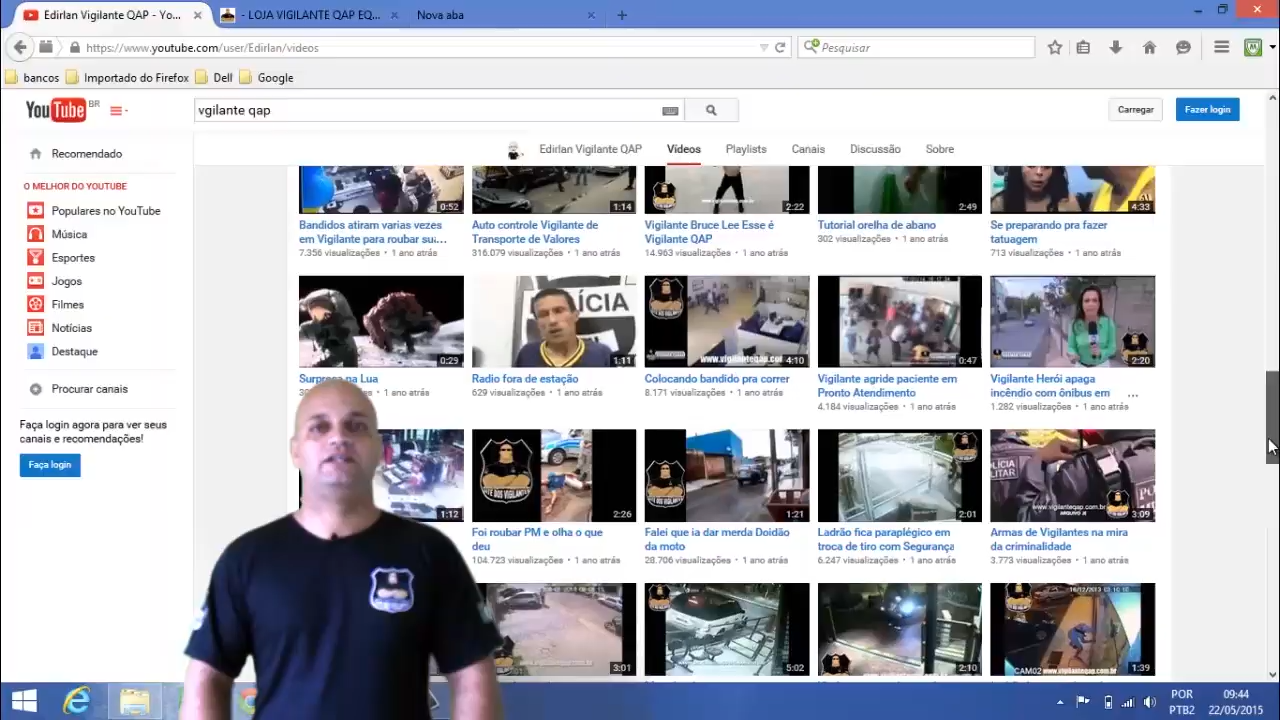 Edirlan Vigilante QAP - Yo...
- LOJA VIGILANTE QAP EQ...
Nova aba
https://www.youtube.com/user/Edirlan/videos
Pesquisar
bancos
Importado do Firefox
Dell
Google
YouTube BR
vgilante qap
Carregar
Fazer login
Edirlan Vigilante QAP
Vídeos
Playlists
Canais
Discussão
Sobre
Recomendado
O MELHOR DO YOUTUBE
Populares no YouTube
Música
Esportes
Jogos
Filmes
Notícias
Destaque
Procurar canais
Faça login agora para ver seus
canais e recomendações!
Faça login
0:52
1:14
2:22
2:49
4:33
Bandidos atiram varias vezes
em Vigilante para roubar su...
7.356 visualizações • 1 ano atrás
Auto controle Vigilante de
Transporte de Valores
316.079 visualizações • 1 ano atrás
Vigilante Bruce Lee Esse é
Vigilante QAP
14.963 visualizações • 1 ano atrás
Tutorial orelha de abano
302 visualizações • 1 ano atrás
Se preparando pra fazer
tatuagem
713 visualizações • 1 ano atrás
0:29
LÍCIA
1:11
www.vigilanteqap.com
4:10
0:47
2:20
Surpresa na Lua
1 ano atrás
Radio fora de estação
629 visualizações • 1 ano atrás
Colocando bandido pra correr
8.171 visualizações • 1 ano atrás
Vigilante agride paciente em
Pronto Atendimento
4.184 visualizações • 1 ano atrás
Vigilante Herói apaga
incêndio com ônibus em ...
1.282 visualizações • 1 ano atrás
1:12
2:26
1:21
2:01
3:09
Foi roubar PM e olha o que
deu
104.723 visualizações • 1 ano atrás
Falei que ia dar merda Doidão
da moto
28.706 visualizações • 1 ano atrás
Ladrão fica paraplégico em
troca de tiro com Segurança
6.247 visualizações • 1 ano atrás
Armas de Vigilantes na mira
da criminalidade
3.773 visualizações • 1 ano atrás
3:01
5:02
2:10
CAM02
1:39
POR
PTB2
09:44
22/05/2015